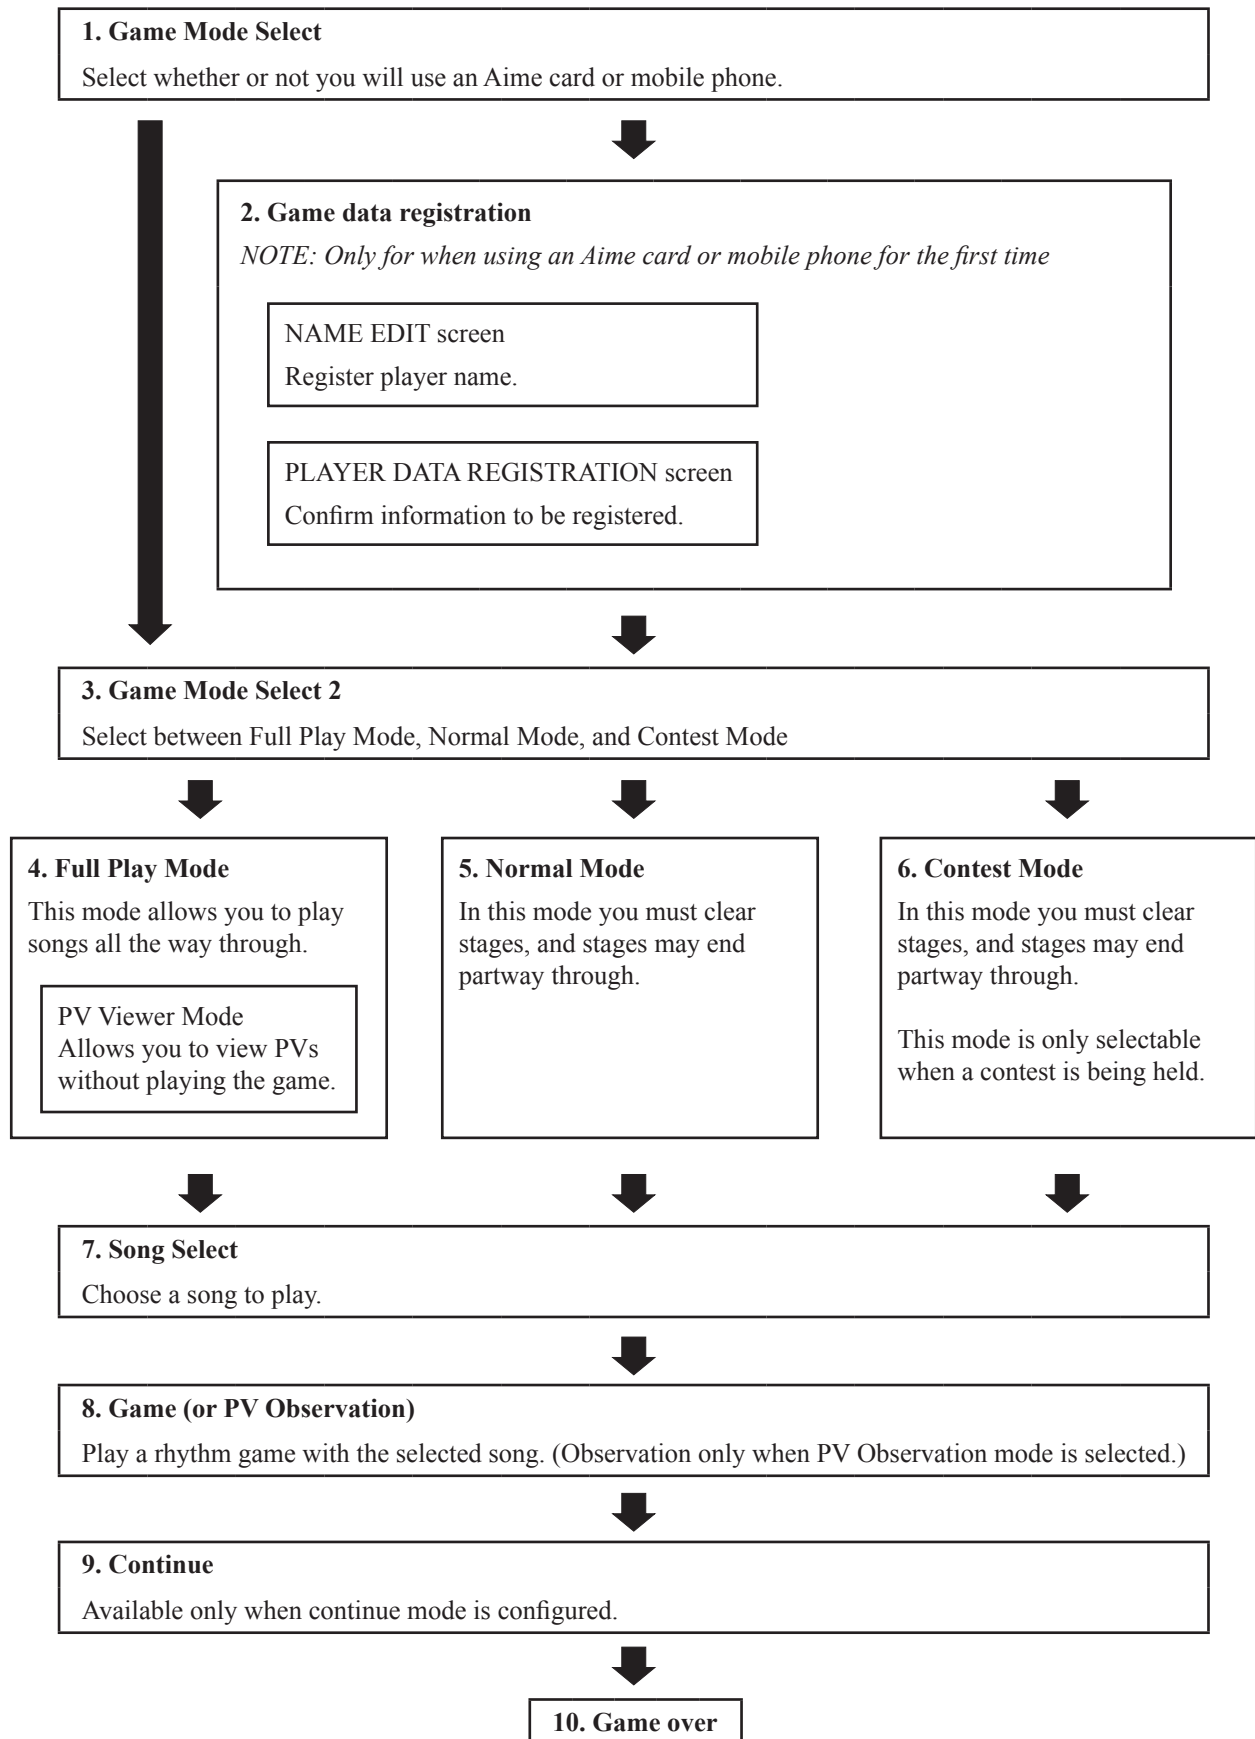 1. Game Mode Select
Select whether or not you will use an Aime card or mobile phone.
2. Game data registration
NOTE: Only for when using an Aime card or mobile phone for the first time
NAME EDIT screen
Register player name.
PLAYER DATA REGISTRATION screen
Confirm information to be registered.
3. Game Mode Select 2
Select between Full Play Mode, Normal Mode, and Contest Mode
4. Full Play Mode
This mode allows you to play
songs all the way through.
PV Viewer Mode
Allows you to view PVs
without playing the game.
5. Normal Mode
In this mode you must clear
stages, and stages may end
partway through.
6. Contest Mode
In this mode you must clear
stages, and stages may end
partway through.
This mode is only selectable
when a contest is being held.
7. Song Select
Choose a song to play.
8. Game (or PV Observation)
Play a rhythm game with the selected song. (Observation only when PV Observation mode is selected.)
9. Continue
Available only when continue mode is configured.
10. Game over